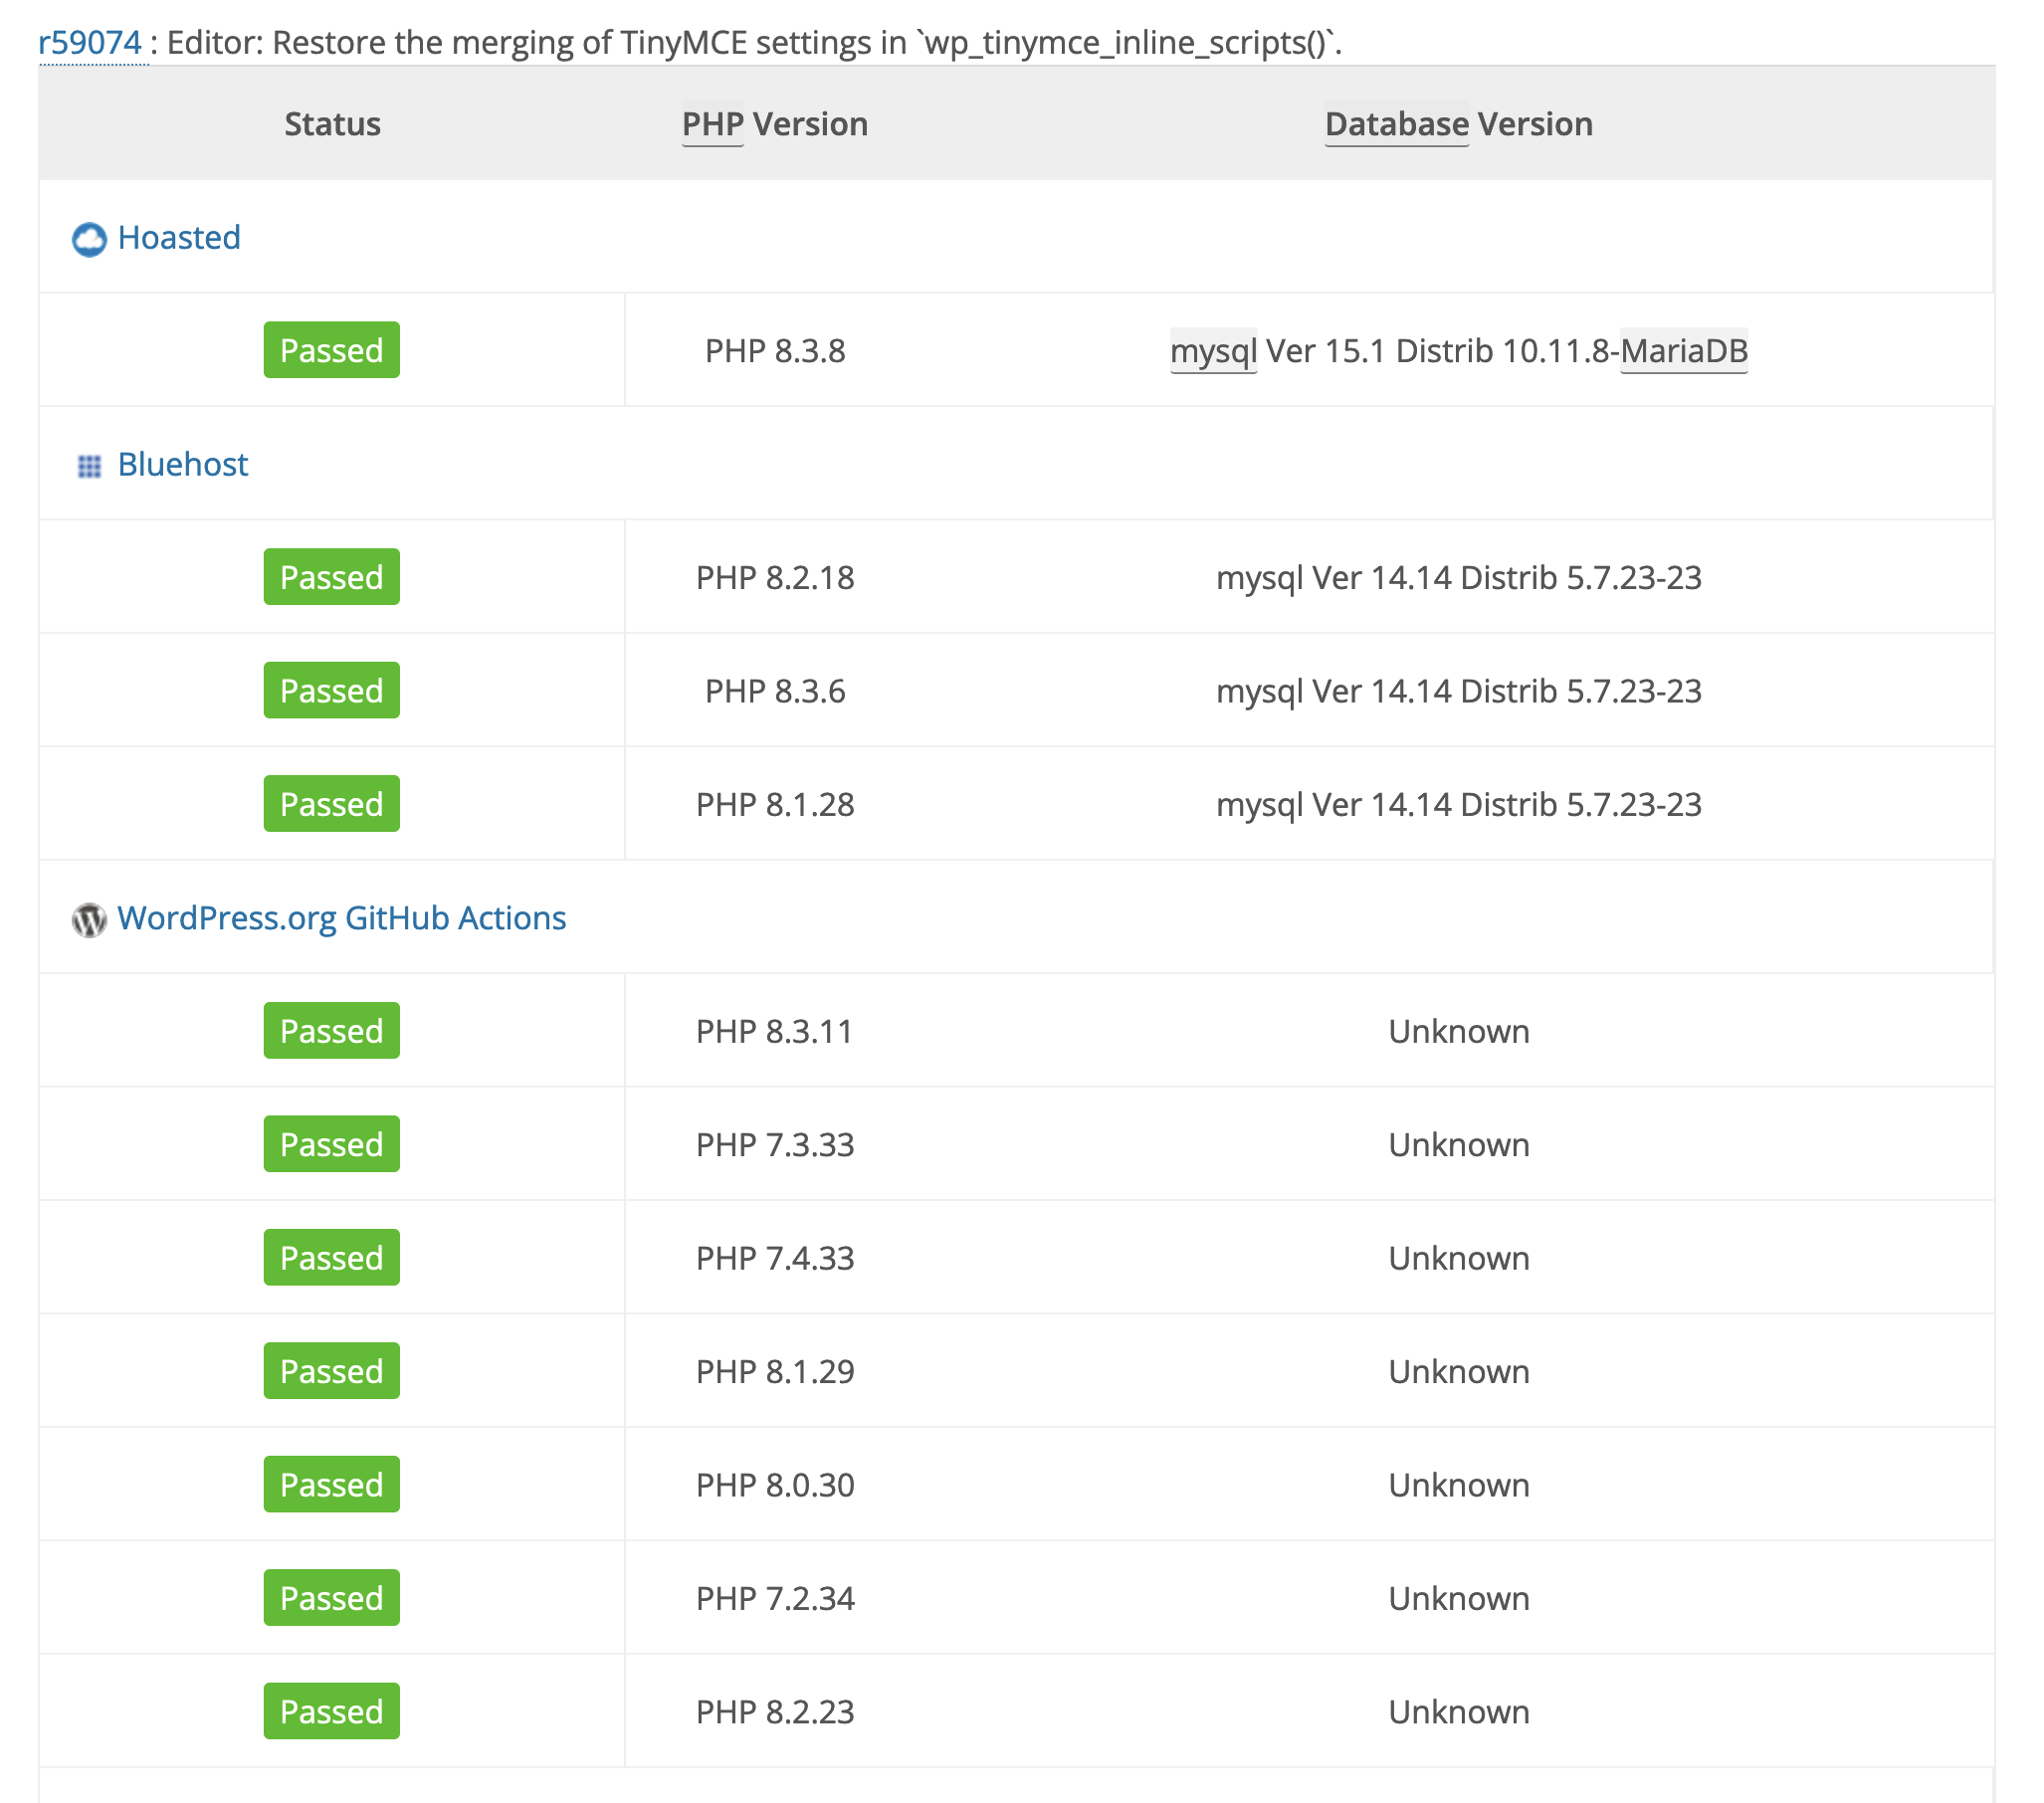 r59074 : Editor: Restore the merging of TinyMCE settings in `wp_tinymce_inline_scripts()`.
Status PHP Version Database Version
Hoasted
Passed PHP 8.3.8 mysql Ver 15.1 Distrib 10.11.8-MariaDB
Bluehost
Passed PHP 8.2.18 mysql Ver 14.14 Distrib 5.7.23-23
Passed PHP 8.3.6 mysql Ver 14.14 Distrib 5.7.23-23
Passed PHP 8.1.28 mysql Ver 14.14 Distrib 5.7.23-23
WordPress.org GitHub Actions
Passed PHP 8.3.11 Unknown
Passed PHP 7.3.33 Unknown
Passed PHP 7.4.33 Unknown
Passed PHP 8.1.29 Unknown
Passed PHP 8.0.30 Unknown
Passed PHP 7.2.34 Unknown
Passed PHP 8.2.23 Unknown